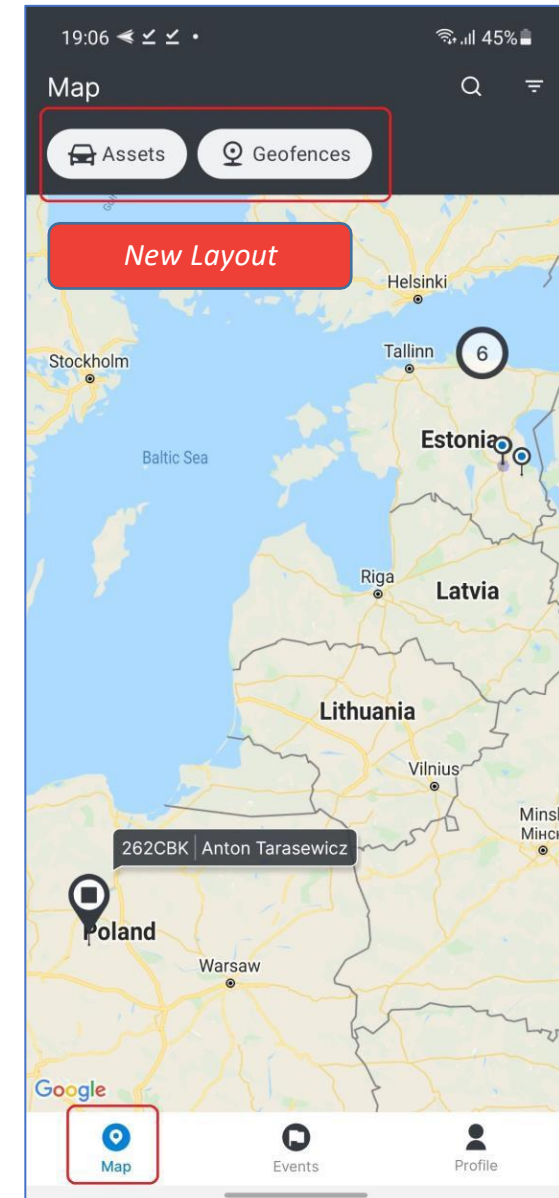 19:06
45%
Map
Assets
Geofences
New Layout
Helsinki
Tallinn
6
Stockholm
Estonia
Baltic Sea
Riga
Latvia
Lithuania
Vilnius
Minsk
262CBK | Anton Tarasewicz
Poland
Warsaw
Google
Map
Events
Profile